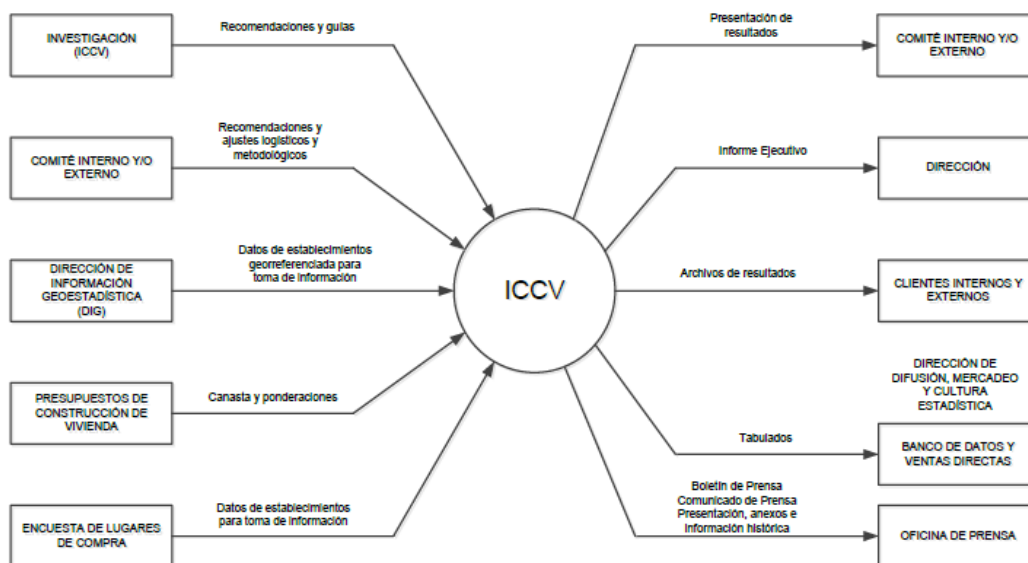 INVESTIGACIÓN
(ICCV)
Recomendaciones y guías
COMITÉ INTERNO Y/O
EXTERNO
Recomendaciones y
ajustes logísticos y
metodológicos
DIRECCIÓN DE
INFORMACIÓN
GEOESTADÍSTICA
(DIG)
Datos de establecimientos
georreferenciada para
toma de información
PRESUPUESTOS DE
CONSTRUCCIÓN DE
VIVIENDA
Canasta y ponderaciones
ENCUESTA DE LUGARES
DE COMPRA
Datos de establecimientos
para toma de información
ICCV
Presentación de
resultados
COMITÉ INTERNO Y/O
EXTERNO
Informe Ejecutivo
DIRECCIÓN
Archivos de resultados
CLIENTES INTERNOS Y
EXTERNOS
DIRECCIÓN DE
DIFUSIÓN, MERCADEO
Y CULTURA
ESTADÍSTICA
Tabulados
BANCO DE DATOS Y
VENTAS DIRECTAS
Boletín de Prensa
Comunicado de Prensa
Presentación, anexos e
información histórica
OFICINA DE PRENSA